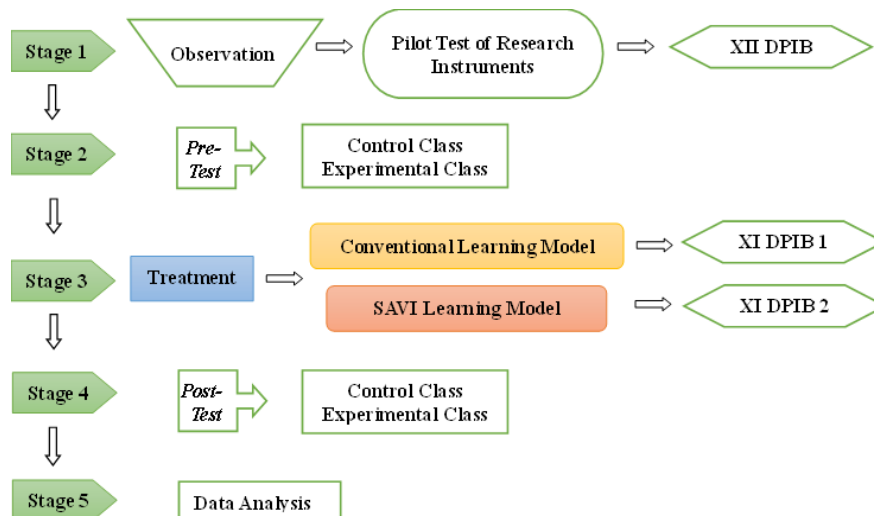 Stage 1
Observation
Pilot Test of Research
Instruments
XII DPIB
Stage 2
Pre-
Test
Control Class
Experimental Class
Stage 3
Treatment
Conventional Learning Model
XI DPIB 1
SAVI Learning Model
XI DPIB 2
Stage 4
Post-
Test
Control Class
Experimental Class
Stage 5
Data Analysis